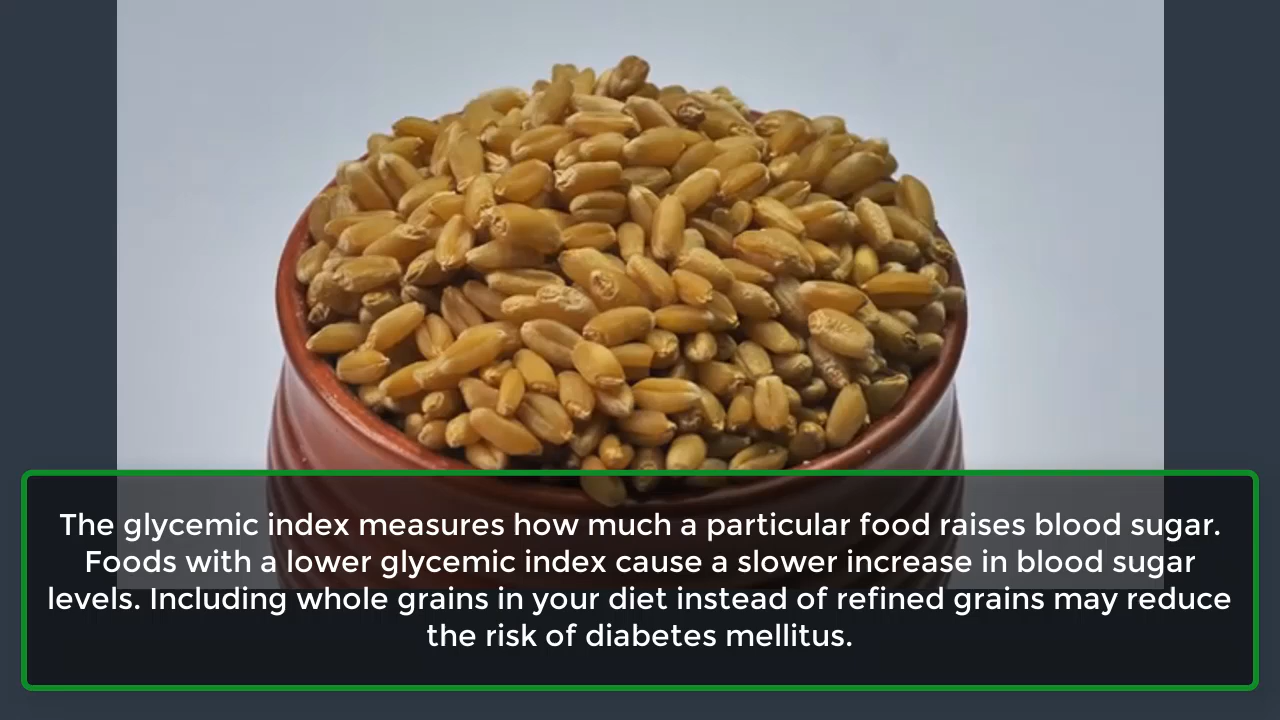 The glycemic index measures how much a particular food raises blood sugar.
Foods with a lower glycemic index cause a slower increase in blood sugar
levels. Including whole grains in your diet instead of refined grains may reduce
the risk of diabetes mellitus.